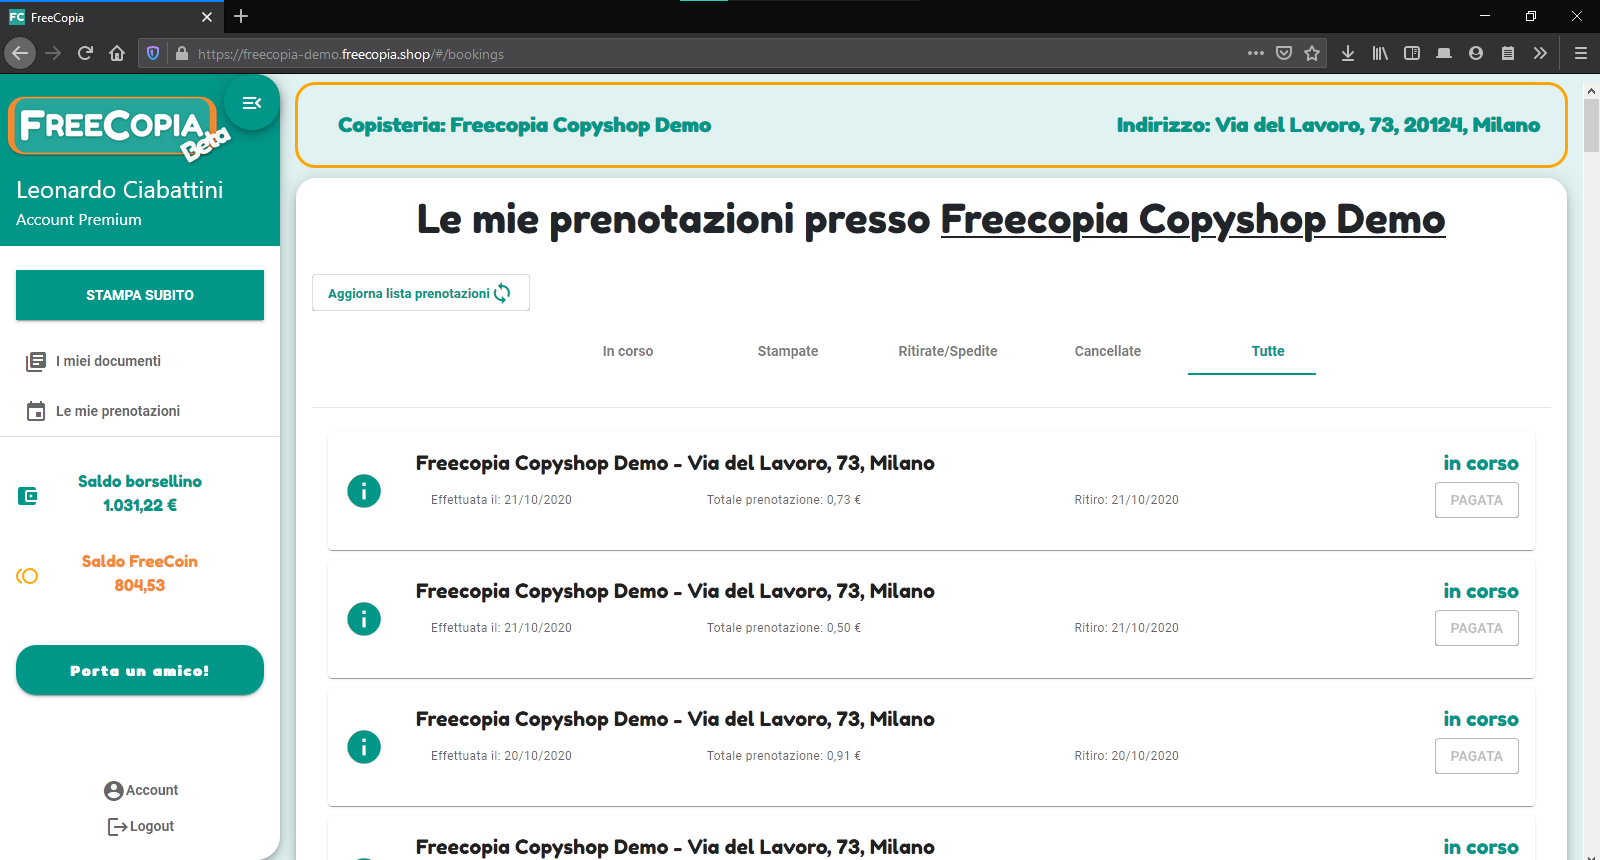 FC FreeCopia
https://freecopia-demo.freecopia.shop/#/bookings
FREECOPIA
Beta
Leonardo Ciabattini
Account Premium
STAMPA SUBITO
I miei documenti
Le mie prenotazioni
Saldo borsellino
1.031,22 €
Saldo FreeCoin
804,53
Porta un amico!
Account
Logout
Copisteria: Freecopia Copyshop Demo
Indirizzo: Via del Lavoro, 73, 20124, Milano
Le mie prenotazioni presso Freecopia Copyshop Demo
Aggiorna lista prenotazioni
In corso Stampate Ritirate/Spedite Cancellate Tutte
Freecopia Copyshop Demo - Via del Lavoro, 73, Milano in corso
Effettuata il: 21/10/2020 Totale prenotazione: 0,73 € Ritiro: 21/10/2020 PAGATA
Freecopia Copyshop Demo - Via del Lavoro, 73, Milano in corso
Effettuata il: 21/10/2020 Totale prenotazione: 0,50 € Ritiro: 21/10/2020 PAGATA
Freecopia Copyshop Demo - Via del Lavoro, 73, Milano in corso
Effettuata il: 20/10/2020 Totale prenotazione: 0,91 € Ritiro: 20/10/2020 PAGATA
Freecopia Copyshop Demo - Via del Lavoro, 73, Milano in corso